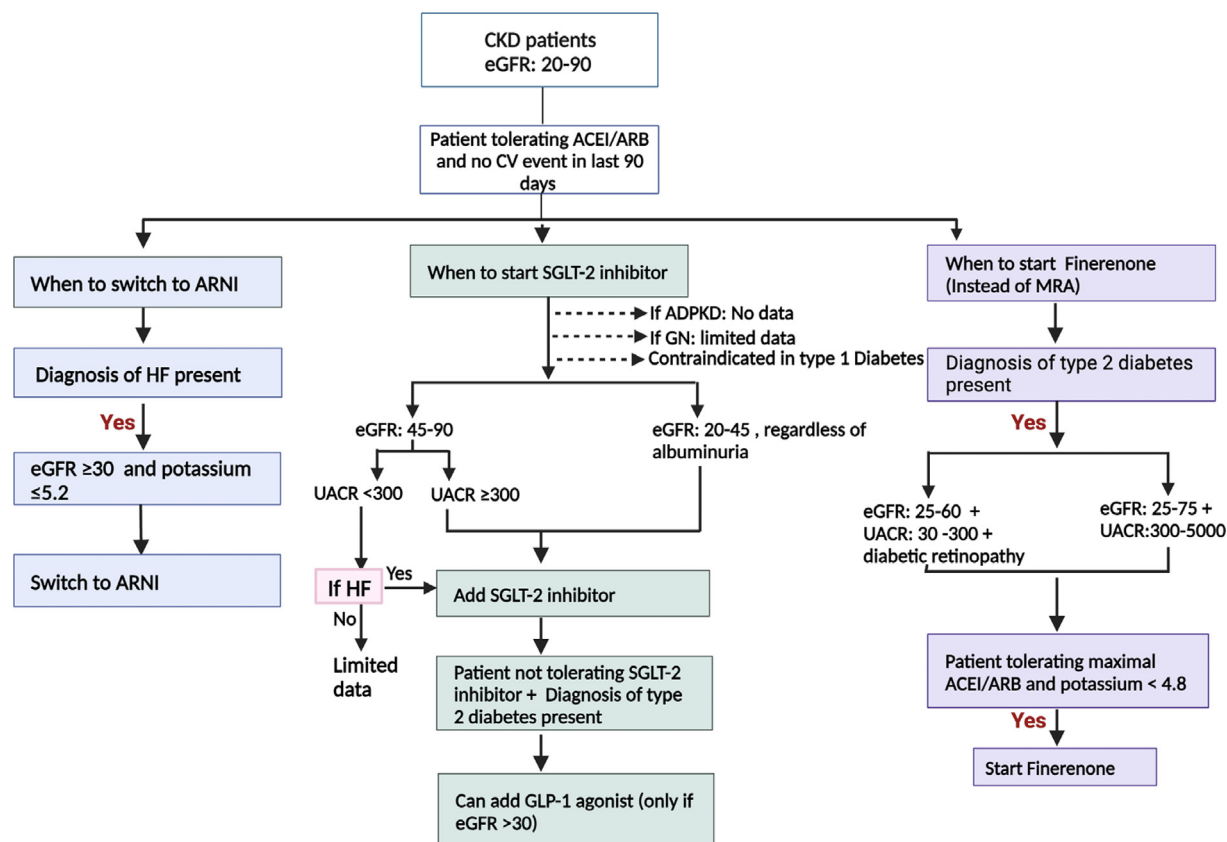 CKD patients
eGFR: 20-90
Patient tolerating ACEI/ARB
and no CV event in last 90
days
When to switch to ARNI
Diagnosis of HF present
Yes
eGFR ≥30 and potassium
≤5.2
Switch to ARNI
When to start SGLT-2 inhibitor
If ADPKD: No data
If GN: limited data
Contraindicated in type 1 Diabetes
eGFR: 45-90
eGFR: 20-45 , regardless of
albuminuria
UACR <300
UACR ≥300
If HF
Yes
No
Limited
data
Add SGLT-2 inhibitor
Patient not tolerating SGLT-2
inhibitor + Diagnosis of type
2 diabetes present
Can add GLP-1 agonist (only if
eGFR >30)
When to start Finerenone
(Instead of MRA)
Diagnosis of type 2 diabetes
present
Yes
eGFR: 25-60 +
UACR: 30 -300 +
diabetic retinopathy
eGFR: 25-75 +
UACR:300-5000
Patient tolerating maximal
ACEI/ARB and potassium < 4.8
Yes
Start Finerenone